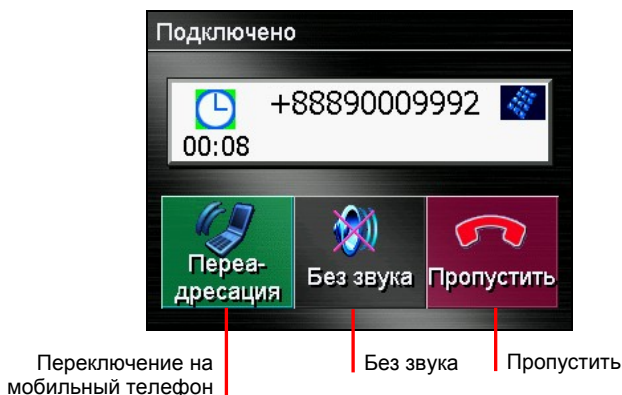 Подключено
+88890009992
00:08
Переа-
дресация
Без звука
Пропустить
Переключение на
мобильный телефон
Без звука
Пропустить